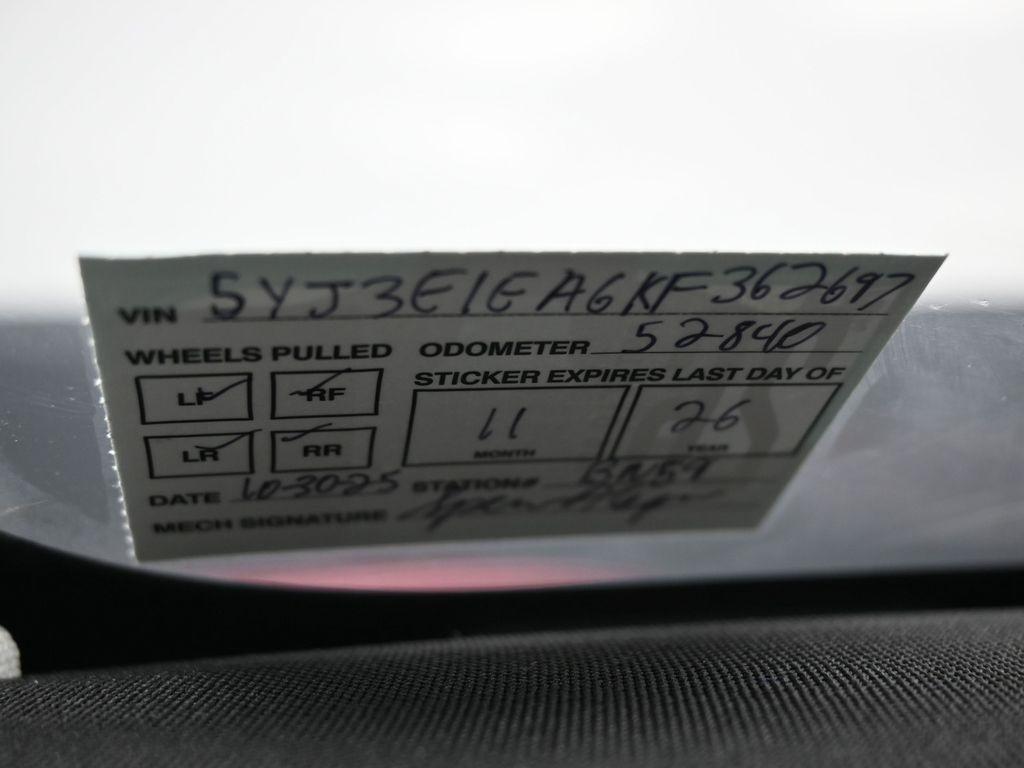 VIN 5YJ3E1EA6KF362697
WHEELS PULLED ODOMETER 52840
STICKER EXPIRES LAST DAY OF
LF RF
11 26
MONTH YEAR
LR RR
DATE 10-30-25 STATION# BN59
MECH SIGNATURE